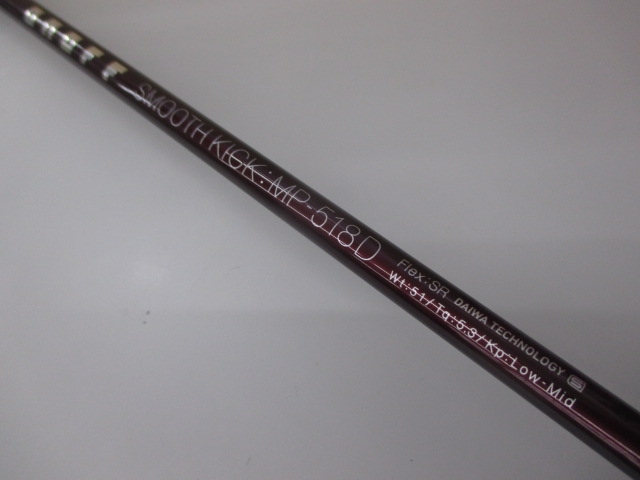 SMOOTH KICK:MP-518D
Flex:SR DAIWA TECHNOLOGY S
Wt:51/Tq:5.3/Kp:Low-Mid